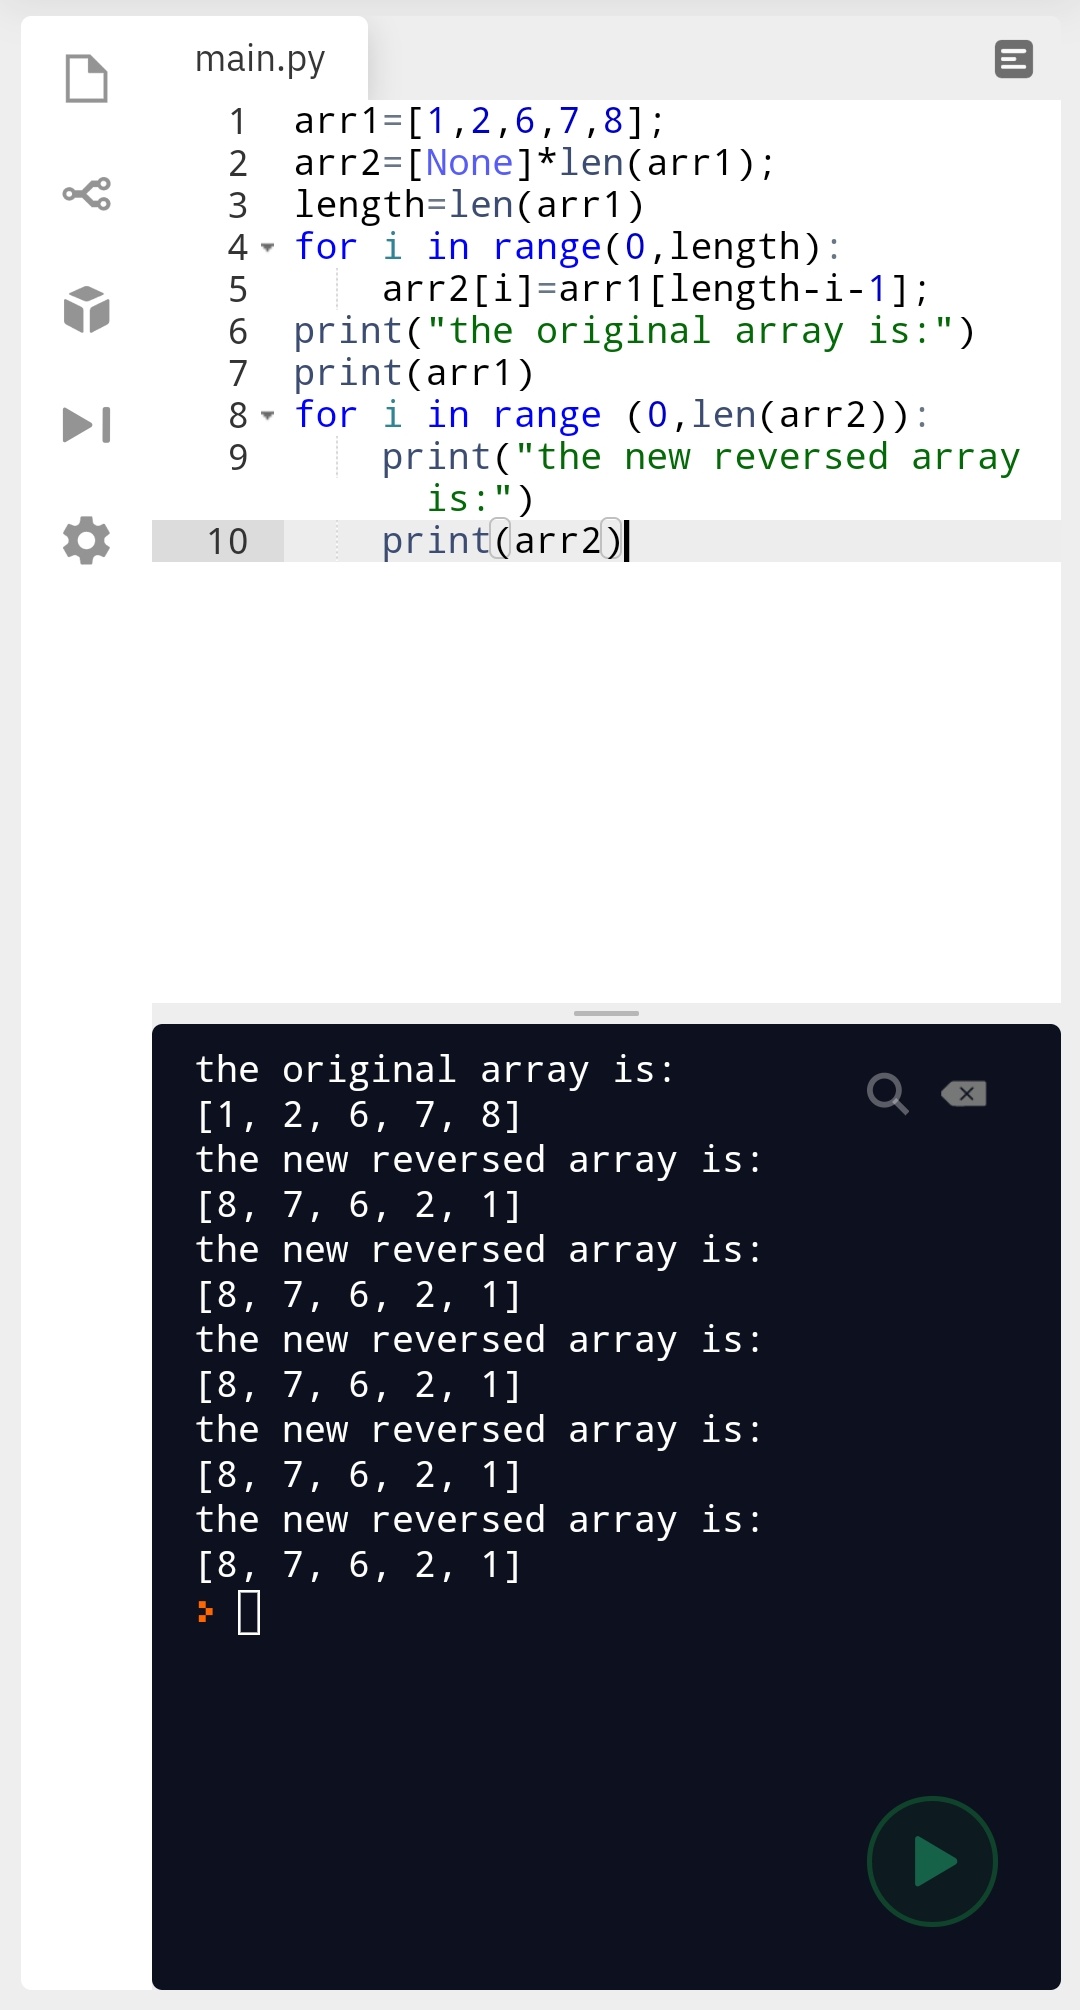 main.py
1 arr1=[1,2,6,7,8];
2 arr2=[None]*len(arr1);
3 length=len(arr1)
4 for i in range(0,length):
5 arr2[i]=arr1[length-i-1];
6 print("the original array is:")
7 print(arr1)
8 for i in range (0,len(arr2)):
9 print("the new reversed array
is:")
10 print(arr2)
the original array is:
[1, 2, 6, 7, 8]
the new reversed array is:
[8, 7, 6, 2, 1]
the new reversed array is:
[8, 7, 6, 2, 1]
the new reversed array is:
[8, 7, 6, 2, 1]
the new reversed array is:
[8, 7, 6, 2, 1]
the new reversed array is:
[8, 7, 6, 2, 1]